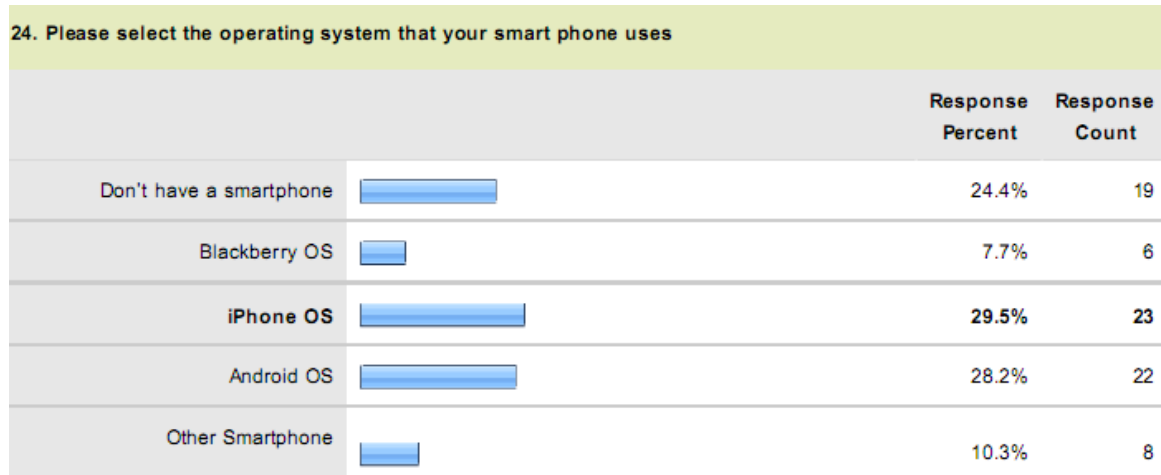 24. Please select the operating system that your smart phone uses
Response Percent Response Count
Don't have a smartphone 24.4% 19
Blackberry OS 7.7% 6
iPhone OS 29.5% 23
Android OS 28.2% 22
Other Smartphone 10.3% 8